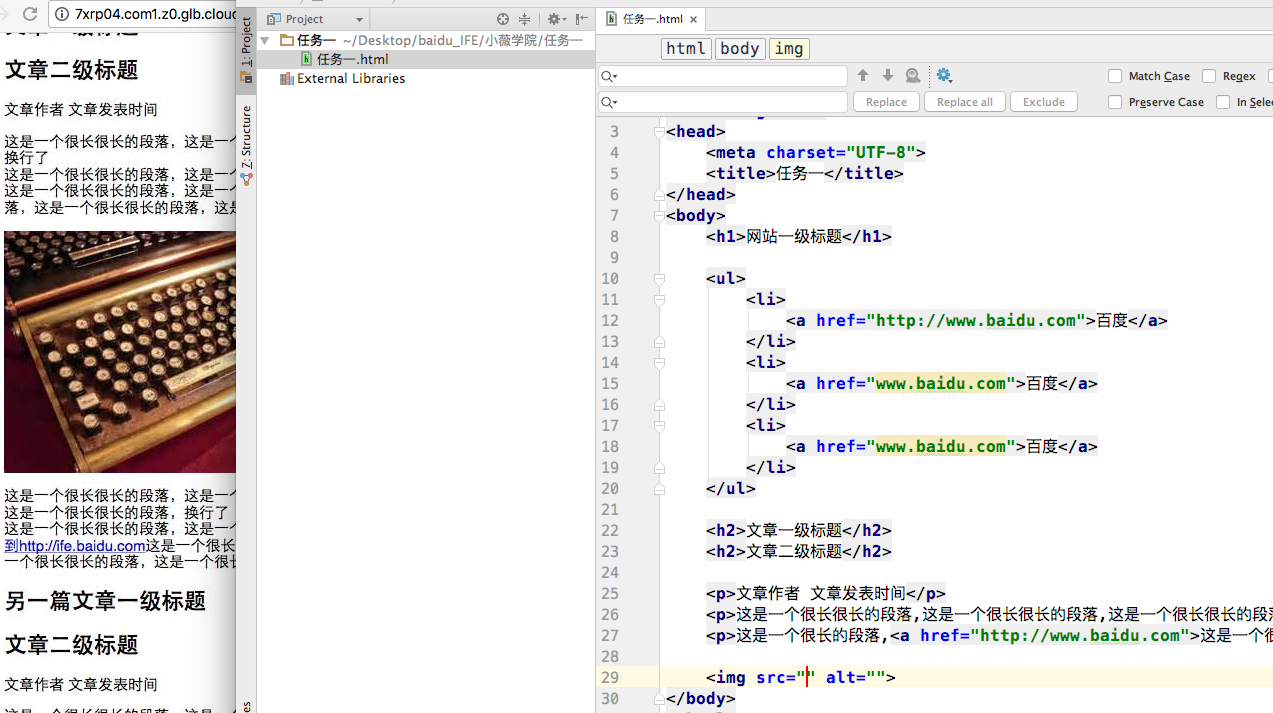 7xrp04.com1.z0.glb.cloud
文章二级标题
文章作者 文章发表时间
这是一个很长很长的段落，这是一个
换行了
这是一个很长很长的段落，这是一
这是一个很长很长的段落，这是一
落，这是一个很长很长的段落，这是
这是一个很长很长的段落，这是一
这是一个很长很长的段落，换行了
这是一个很长很长的段落，这是一
到http://ife.baidu.com这是一个很长
一个很长很长的段落，这是一个很
另一篇文章一级标题
文章二级标题
文章作者 文章发表时间
1: Project
Z: Structure
Project
任务一 ~/Desktop/baidu_IFE/小薇学院/任务一
任务一.html
External Libraries
任务一.html
html body img
Match Case Regex
Replace Replace all Exclude Preserve Case In Selec
3 <head>
4 <meta charset="UTF-8">
5 <title>任务一</title>
6 </head>
7 <body>
8 <h1>网站一级标题</h1>
9
10 <ul>
11 <li>
12 <a href="http://www.baidu.com">百度</a>
13 </li>
14 <li>
15 <a href="www.baidu.com">百度</a>
16 </li>
17 <li>
18 <a href="www.baidu.com">百度</a>
19 </li>
20 </ul>
21
22 <h2>文章一级标题</h2>
23 <h2>文章二级标题</h2>
24
25 <p>文章作者 文章发表时间</p>
26 <p>这是一个很长很长的段落,这是一个很长很长的段落,这是一个很长很长的段落
27 <p>这是一个很长的段落,<a href="http://www.baidu.com">这是一个很
28
29 <img src="" alt="">
30 </body>